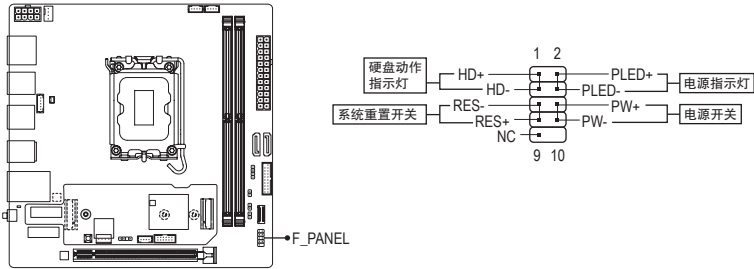 F_PANEL
1 2
硬盘动作
指示灯
HD+
HD-
PLED+
PLED-
电源指示灯
系统重置开关
RES-
RES+
PW+
PW-
电源开关
NC
9 10